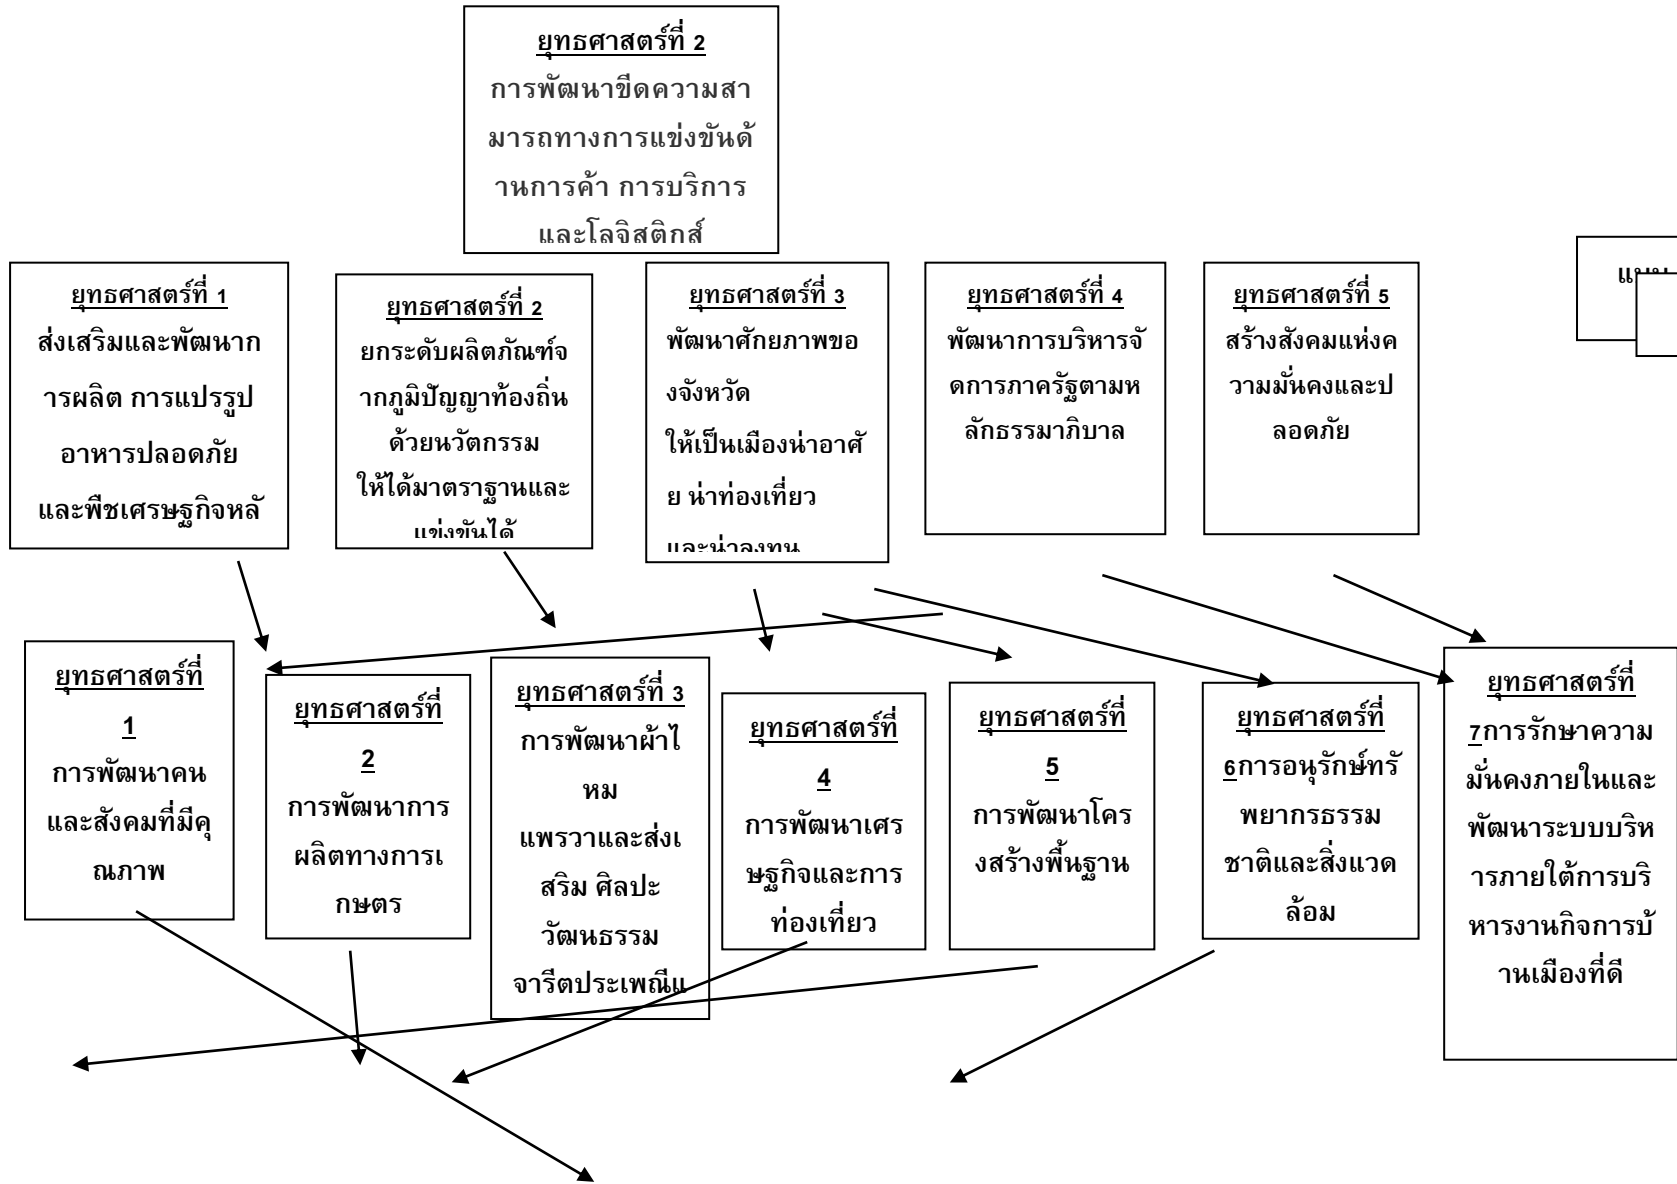 ยุทธศาสตร์ที่ 2
การพัฒนาขีดความสา
มารถทางการแข่งขันด้
านการค้า การบริการ
และโลจิสติกส์
ยุทธศาสตร์ที่ 1
ส่งเสริมและพัฒนาก
ารผลิต การแปรรูป
อาหารปลอดภัย
และพืชเศรษฐกิจหลั
ยุทธศาสตร์ที่ 2
ยกระดับผลิตภัณฑ์จ
ากภูมิปัญญาท้องถิ่น
ด้วยนวัตกรรม
ให้ได้มาตราฐานและ
แข่งขันได้
ยุทธศาสตร์ที่ 3
พัฒนาศักยภาพขอ
งจังหวัด
ให้เป็นเมืองน่าอาศั
ย น่าท่องเที่ยว
และน่าลงทุน
ยุทธศาสตร์ที่ 4
พัฒนาการบริหารจั
ดการภาครัฐตามห
ลักธรรมาภิบาล
ยุทธศาสตร์ที่ 5
สร้างสังคมแห่งค
วามมั่นคงและป
ลอดภัย
ยุทธศาสตร์ที่
1
การพัฒนาคน
และสังคมที่มีคุ
ณภาพ
ยุทธศาสตร์ที่
2
การพัฒนาการ
ผลิตทางการเ
กษตร
ยุทธศาสตร์ที่ 3
การพัฒนาผ้าไ
หม
แพรวาและส่งเ
สริม ศิลปะ
วัฒนธรรม
จารีตประเพณีแ
ยุทธศาสตร์ที่
4
การพัฒนาเศร
ษฐกิจและการ
ท่องเที่ยว
ยุทธศาสตร์ที่
5
การพัฒนาโคร
งสร้างพื้นฐาน
ยุทธศาสตร์ที่
6การอนุรักษ์ทรั
พยากรธรรม
ชาติและสิ่งแวด
ล้อม
ยุทธศาสตร์ที่
7การรักษาความ
มั่นคงภายในและ
พัฒนาระบบบริห
ารภายใต้การบริ
หารงานกิจการบ้
านเมืองที่ดี